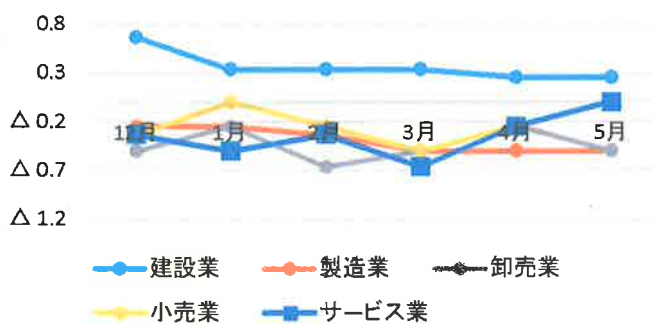 0.8
0.3
△ 0.2
△ 0.7
△ 1.2
12月 1月 2月 3月 4月 5月
建設業 製造業 卸売業
小売業 サービス業